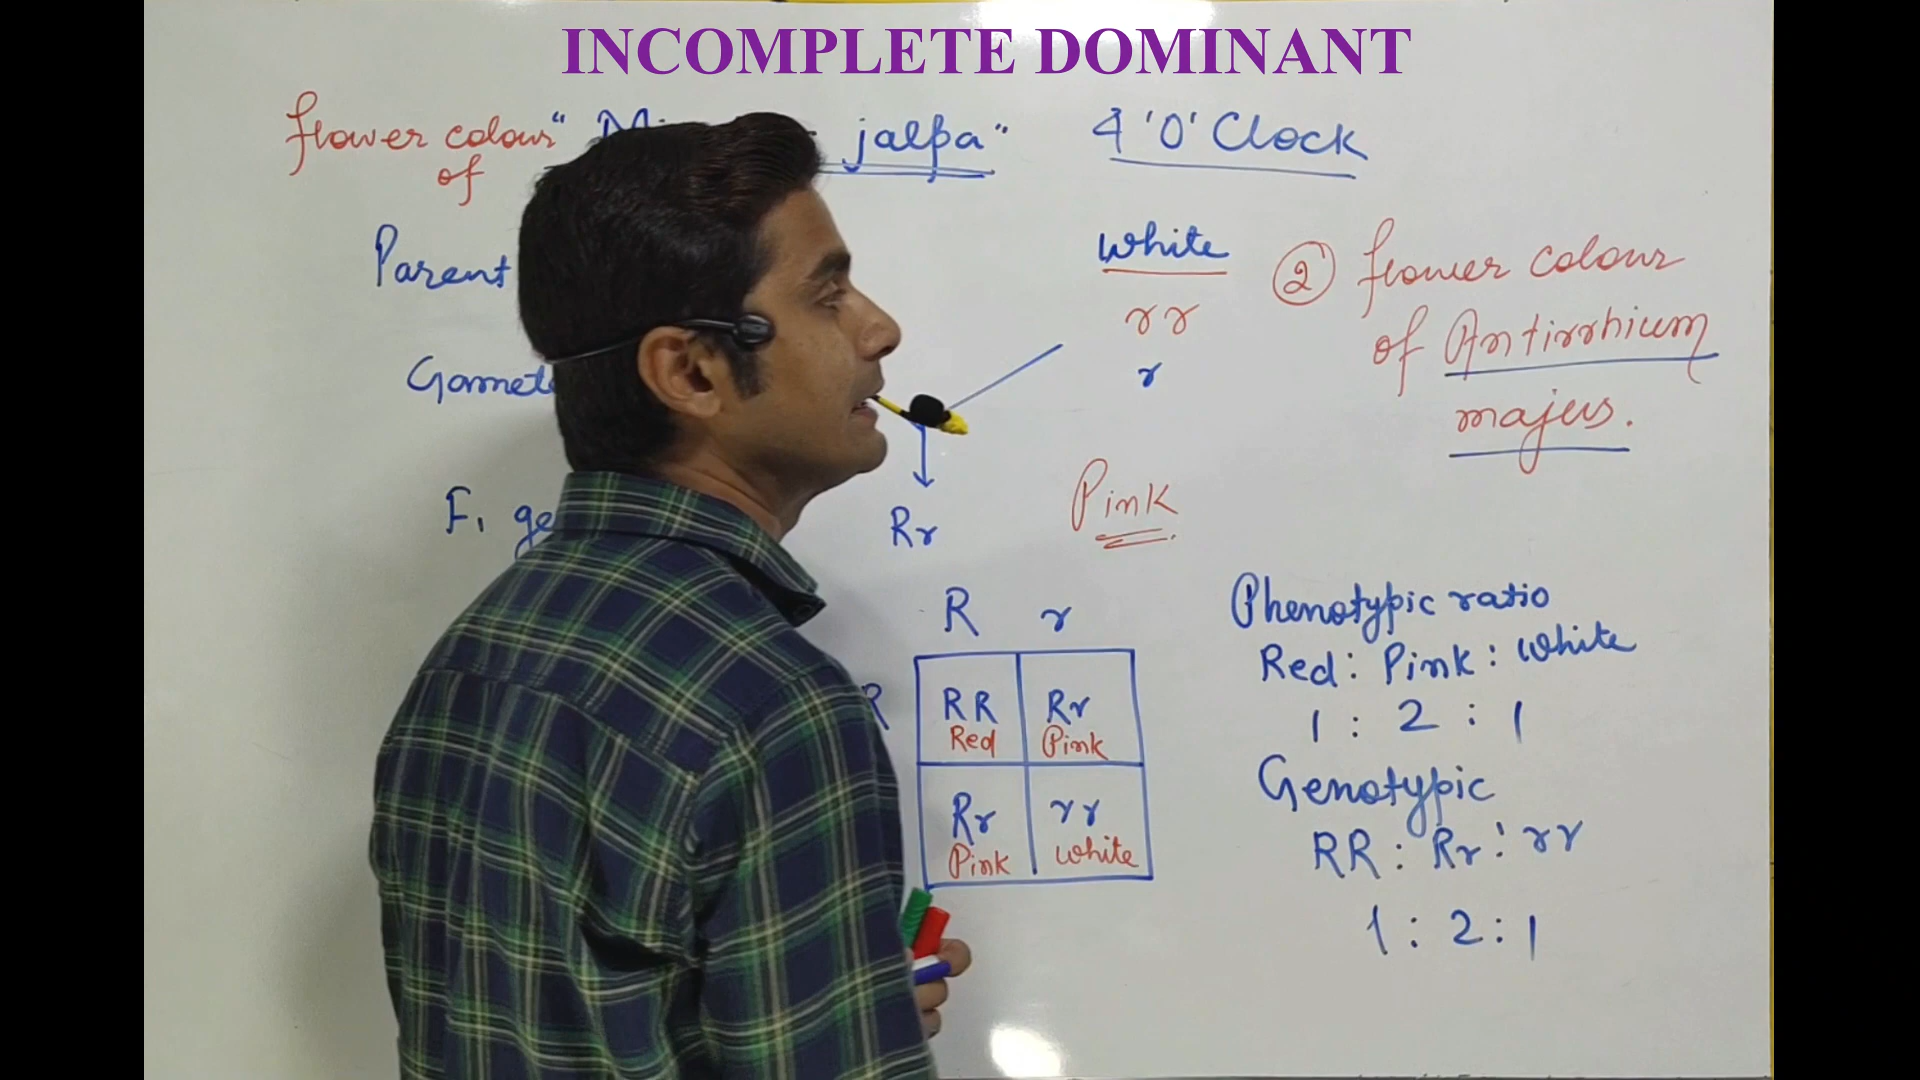 INCOMPLETE DOMINANT
flower colour " jalpa" 4 'O' Clock
of
Parent White
rr
Gamet r
② flower colour
of Antirrhium
majus.
F₁ ge Rr Pink
R r
R RR Rr
Red Pink
Rr rr
Pink white
Phenotypic ratio
Red : Pink : white
1 : 2 : 1
Genotypic
RR : Rr : rr
1 : 2 : 1